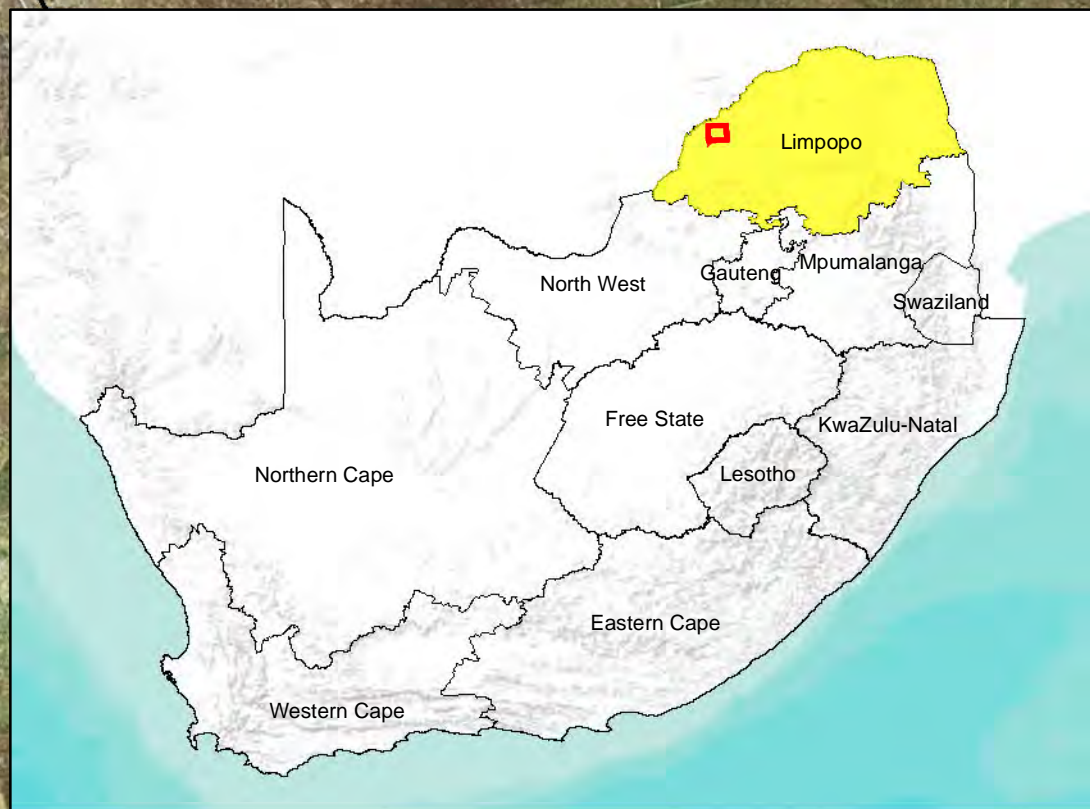 Limpopo
Mpumalanga
Gauteng
North West
Swaziland
Free State
KwaZulu-Natal
Lesotho
Northern Cape
Eastern Cape
Western Cape